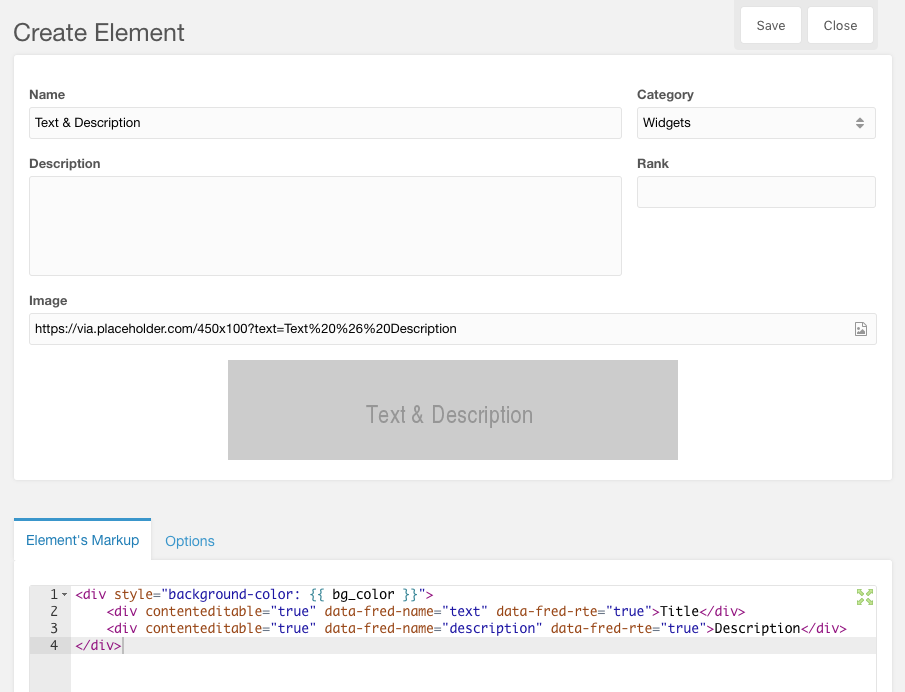 Create Element
Save Close
Name Category
Text & Description Widgets
Description Rank
Image
https://via.placeholder.com/450x100?text=Text%20%26%20Description
Text & Description
Element's Markup Options
1 <div style="background-color: {{ bg_color }}">
2 <div contenteditable="true" data-fred-name="text" data-fred-rte="true">Title</div>
3 <div contenteditable="true" data-fred-name="description" data-fred-rte="true">Description</div>
4 </div>